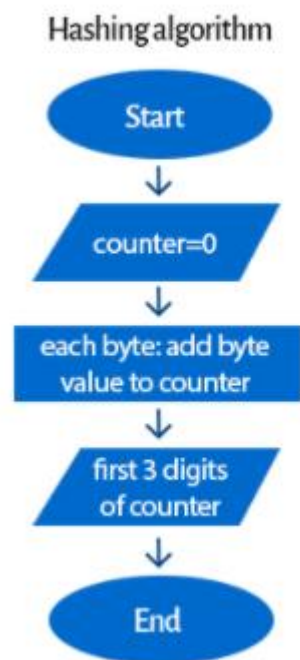 Hashing algorithm
Start
counter=0
each byte: add byte
value to counter
first 3 digits
of counter
End